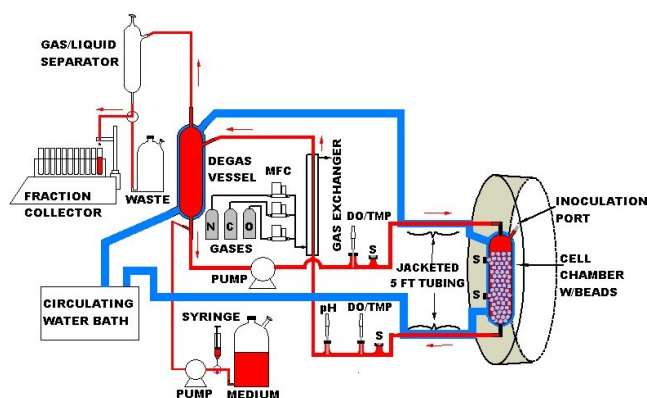 GAS/LIQUID
SEPARATOR
FRACTION
COLLECTOR
WASTE
DEGAS
VESSEL
MFC
N C O
GASES
GAS EXCHANGER
DO/TMP
S
PUMP
JACKETED
5 FT TUBING
INOCULATION
PORT
CELL
CHAMBER
W/BEADS
S
S
CIRCULATING
WATER BATH
SYRINGE
PUMP
MEDIUM
pH
DO/TMP
S